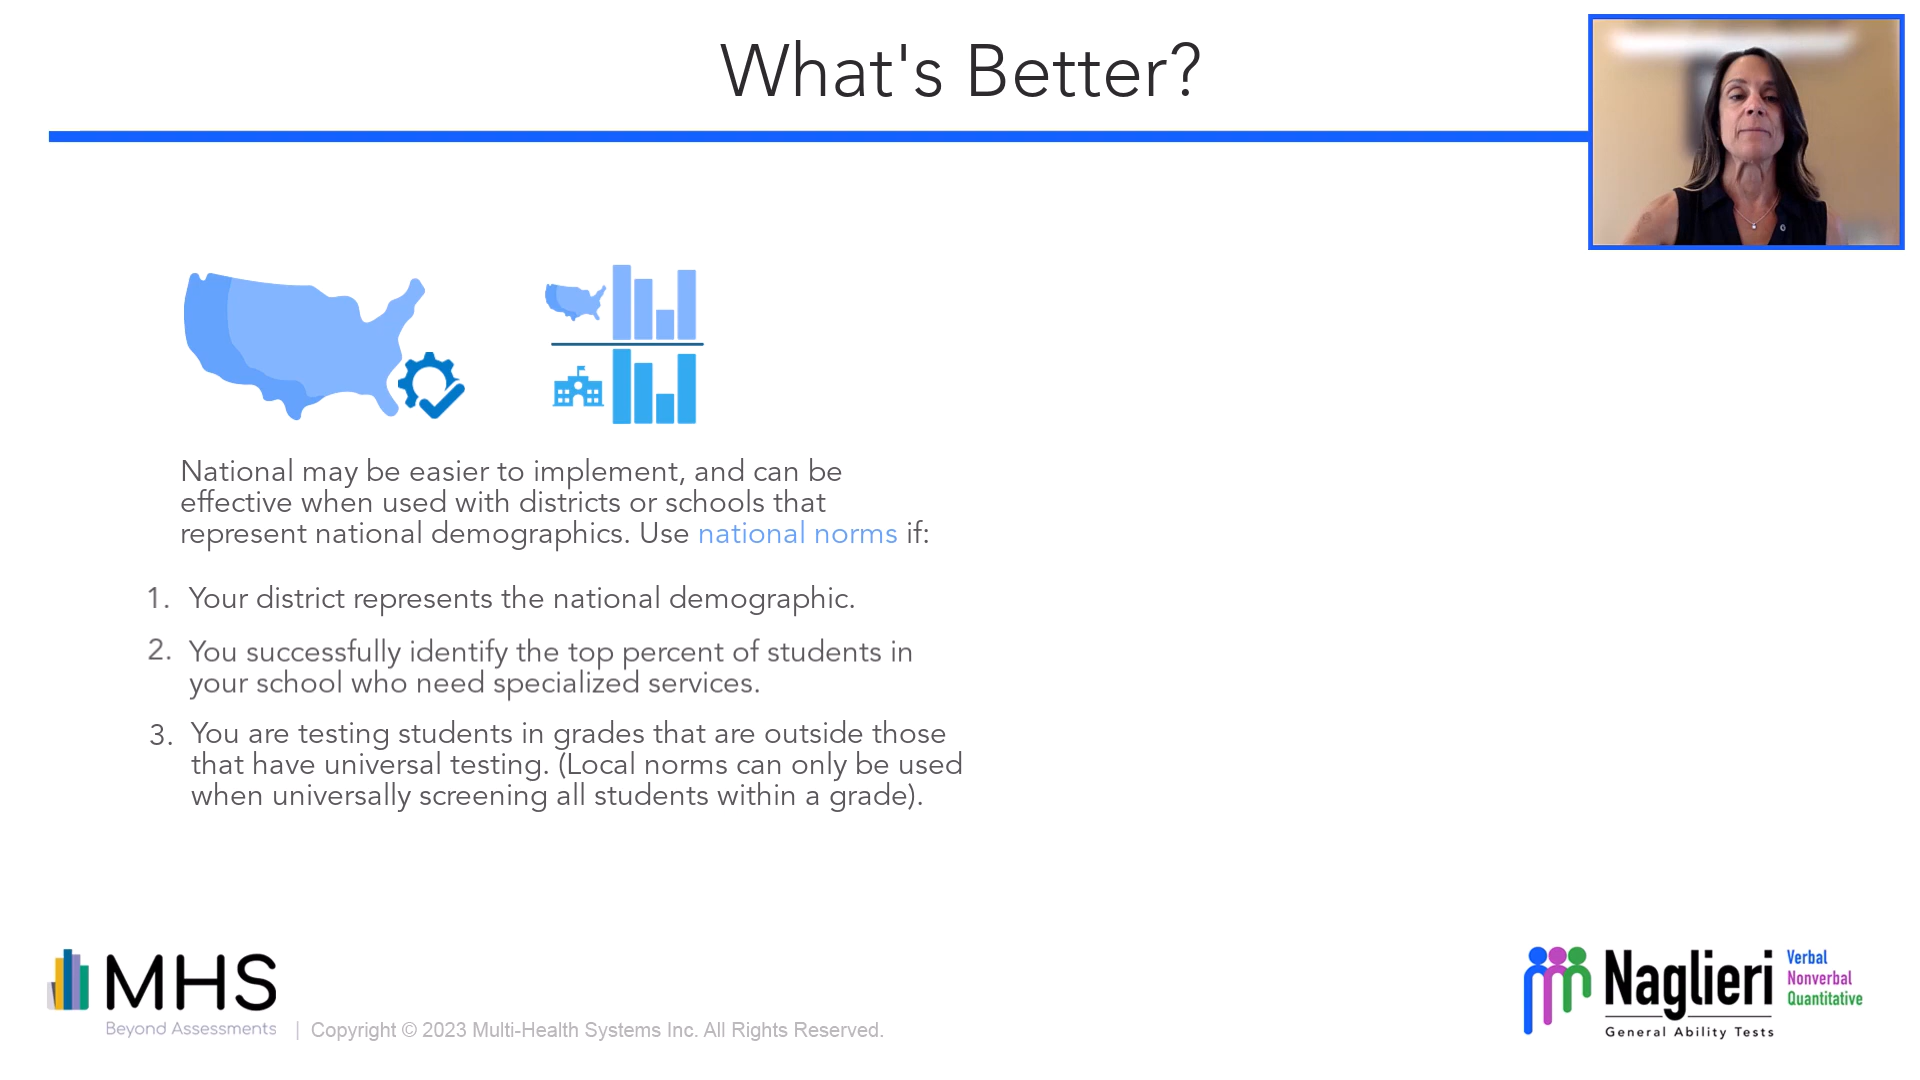 What's Better?
National may be easier to implement, and can be
effective when used with districts or schools that
represent national demographics. Use national norms if:
1. Your district represents the national demographic.
2. You successfully identify the top percent of students in
your school who need specialized services.
3. You are testing students in grades that are outside those
that have universal testing. (Local norms can only be used
when universally screening all students within a grade).
MHS
Beyond Assessments
| Copyright © 2023 Multi-Health Systems Inc. All Rights Reserved.
Naglieri
General Ability Tests
Verbal
Nonverbal
Quantitative